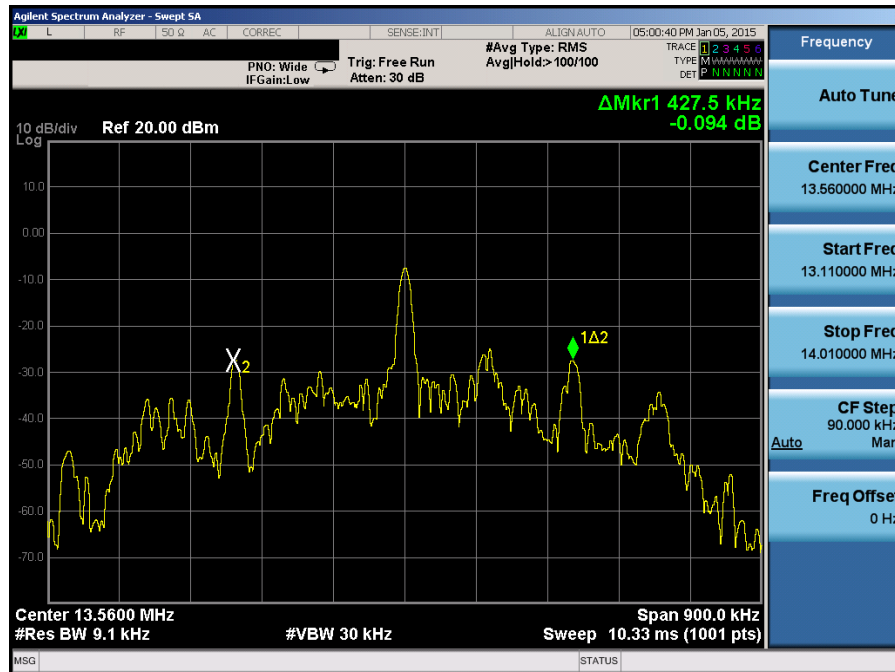 Agilent Spectrum Analyzer - Swept SA
LXI L RF 50 Ω AC CORREC SENSE:INT ALIGN AUTO 05:00:40 PM Jan 05, 2015
PNO: Wide
IFGain:Low
Trig: Free Run
Atten: 30 dB
#Avg Type: RMS
Avg|Hold:>100/100
TRACE 1 2 3 4 5 6
TYPE M WWWWW
DET P N N N N N
ΔMkr1 427.5 kHz
-0.094 dB
10 dB/div Ref 20.00 dBm
Log
10.0
0.00
-10.0
-20.0
-30.0
-40.0
-50.0
-60.0
-70.0
X2
1Δ2
Center 13.5600 MHz Span 900.0 kHz
#Res BW 9.1 kHz #VBW 30 kHz Sweep 10.33 ms (1001 pts)
MSG STATUS
Frequency
Auto Tune
Center Freq
13.560000 MHz
Start Freq
13.110000 MHz
Stop Freq
14.010000 MHz
CF Step
90.000 kHz
Auto Man
Freq Offset
0 Hz